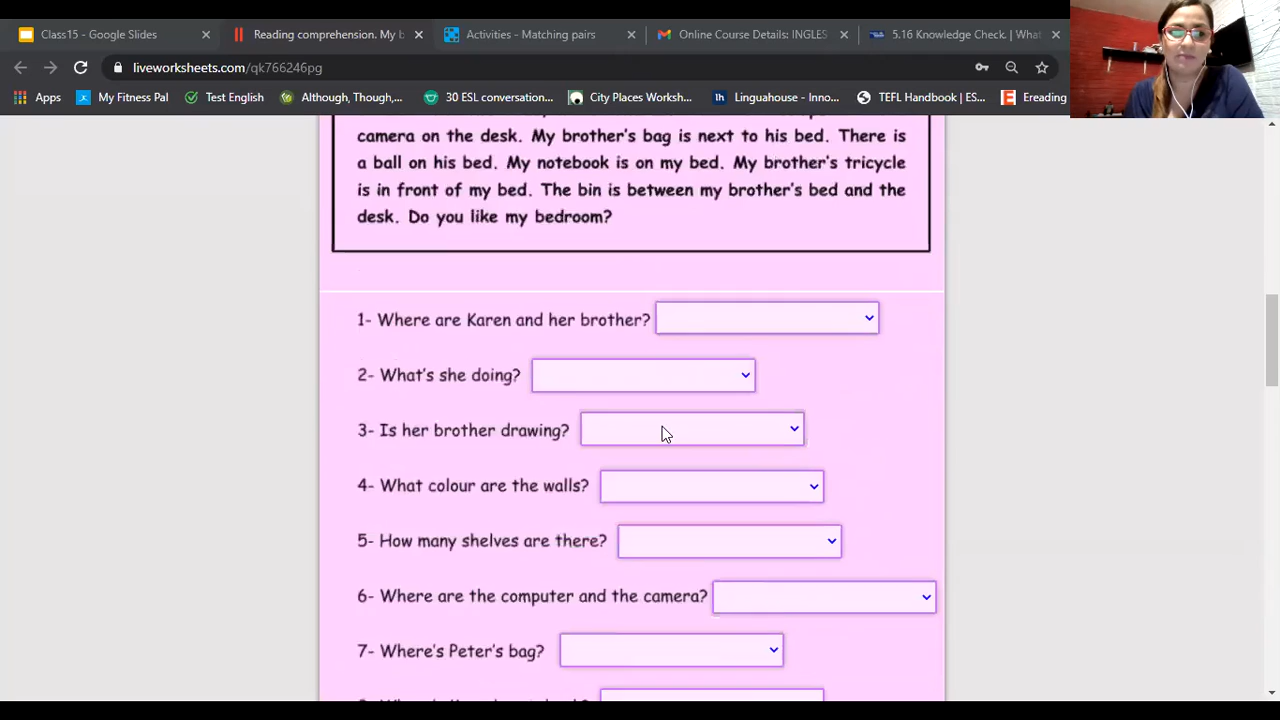 Class15 - Google Slides
Reading comprehension. My b
ies - Matching pairs
Online Course Details: INGLES
5.16 Knowledge Check. | What
liveworksheets.com/qk766246pg
Apps
My Fitness Pal
Test English
Although, Though,...
30 ESL Conversation...
City Places Worksh...
Linguahouse - In...
TEFL Handbook | ES...
Ereading
camera on the desk. My brother's bag is next to his bed. There is
a ball on his bed. My notebook is on my bed. My brother's tricycle
is in front of my bed. The bin is between my brother's bed and the
desk. Do you like my bedroom?
1- Where are Karen and her brother?
2- What's she doing?
3- Is her brother drawing?
4- What colour are the walls?
5- How many shelves are there?
6- Where are the computer and the camera?
7- Where's Peter's bag?